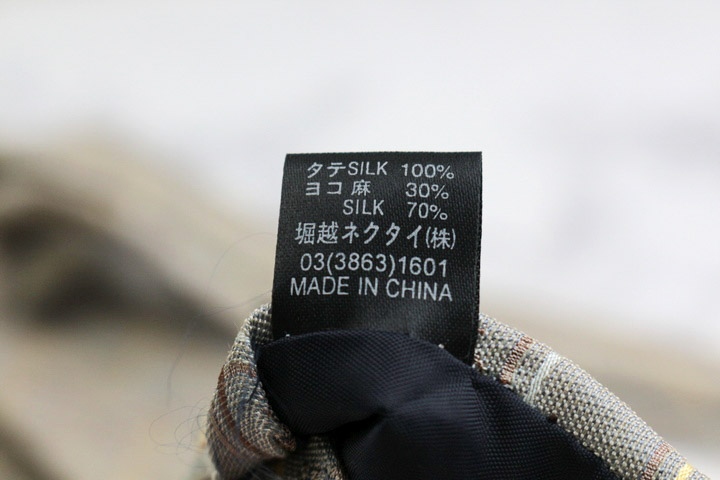 タテSILK 100%
ヨコ麻 30%
SILK 70%
堀越ネクタイ(株)
03(3863)1601
MADE IN CHINA